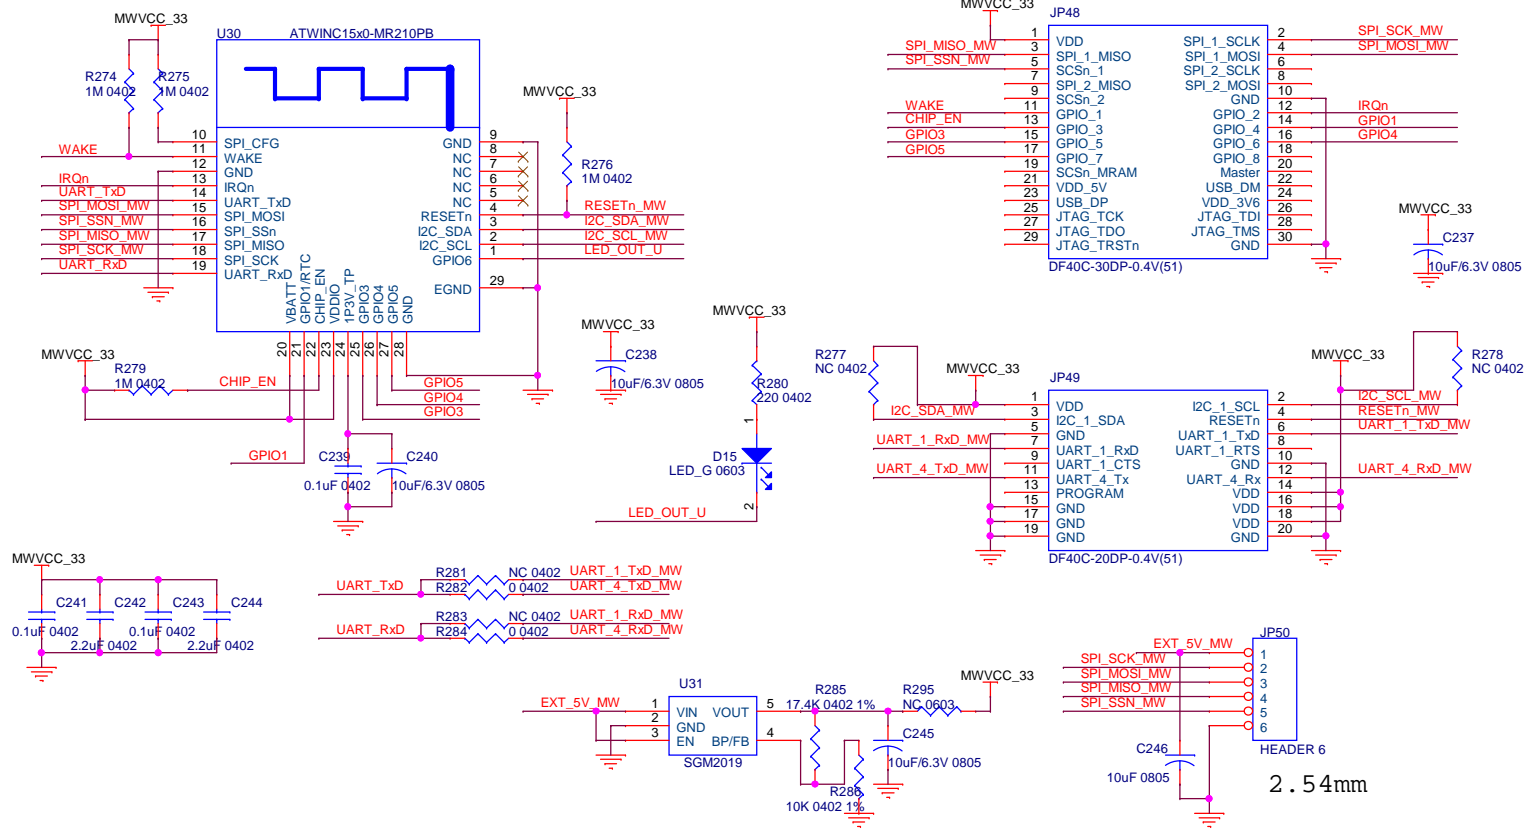 MWVCC_33
U30
ATWINC15x0-MR210PB
R274
1M 0402
R275
1M 0402
10
SPI_CFG
WAKE
11
WAKE
12
GND
IRQn
13
IRQn
UART_TxD
14
UART_TxD
SPI_MOSI_MW
15
SPI_MOSI
SPI_SSN_MW
16
SPI_SSn
SPI_MISO_MW
17
SPI_MISO
SPI_SCK_MW
18
SPI_SCK
UART_RxD
19
UART_RxD
GND
9
NC
8
NC
7
NC
6
NC
5
RESETn
4
RESETn_MW
I2C_SDA
3
I2C_SDA_MW
I2C_SCL
2
I2C_SCL_MW
GPIO6
1
LED_OUT_U
EGND
29
VBATT
GPIO1/RTC
CHIP_EN
VDDIO
1P3V_TP
GPIO3
GPIO4
GPIO5
GND
20
21
22
23
24
25
26
27
28
MWVCC_33
R276
1M 0402
MWVCC_33
R279
1M 0402
CHIP_EN
GPIO5
GPIO4
GPIO3
GPIO1
C239
0.1uF 0402
C240
10uF/6.3V 0805
MWVCC_33
C238
10uF/6.3V 0805
MWVCC_33
R280
220 0402
1
D15
LED_G 0603
2
LED_OUT_U
MWVCC_33
JP48
1
VDD
SPI_MISO_MW
3
SPI_1_MISO
SPI_SSN_MW
5
SCSn_1
7
SPI_2_MISO
9
SCSn_2
WAKE
11
GPIO_1
CHIP_EN
13
GPIO_3
GPIO3
15
GPIO_5
GPIO5
17
GPIO_7
19
SCSn_MRAM
21
VDD_5V
23
USB_DP
25
JTAG_TCK
27
JTAG_TDO
29
JTAG_TRSTn
SPI_1_SCLK
2
SPI_SCK_MW
SPI_1_MOSI
4
SPI_MOSI_MW
SPI_2_SCLK
6
SPI_2_MOSI
8
GND
10
GPIO_2
12
IRQn
GPIO_4
14
GPIO1
GPIO_6
16
GPIO4
GPIO_8
18
Master
20
USB_DM
22
VDD_3V6
24
JTAG_TDI
26
JTAG_TMS
28
GND
30
DF40C-30DP-0.4V(51)
MWVCC_33
C237
10uF/6.3V 0805
R277
NC 0402
MWVCC_33
JP49
1
VDD
I2C_SDA_MW
3
I2C_1_SDA
5
GND
UART_1_RxD_MW
7
UART_1_RxD
9
UART_1_CTS
UART_4_TxD_MW
11
UART_4_Tx
13
PROGRAM
15
GND
17
GND
19
GND
MWVCC_33
R278
NC 0402
I2C_1_SCL
2
I2C_SCL_MW
RESETn
4
RESETn_MW
UART_1_TxD
6
UART_1_TxD_MW
UART_1_RTS
8
GND
10
UART_4_Rx
12
UART_4_RxD_MW
VDD
14
VDD
16
VDD
18
GND
20
DF40C-20DP-0.4V(51)
MWVCC_33
C241
0.1uF 0402
C242
2.2uF 0402
C243
0.1uF 0402
C244
2.2uF 0402
UART_TxD
R281
NC 0402
UART_1_TxD_MW
R282
0 0402
UART_4_TxD_MW
UART_RxD
R283
NC 0402
UART_1_RxD_MW
R284
0 0402
UART_4_RxD_MW
EXT_5V_MW
U31
1
VIN
2
GND
3
EN
VOUT
5
BP/FB
4
SGM2019
R285
17.4K 0402 1%
R295
NC 0603
MWVCC_33
C245
10uF/6.3V 0805
R286
10K 0402 1%
JP50
EXT_5V_MW
1
SPI_SCK_MW
2
SPI_MOSI_MW
3
SPI_MISO_MW
4
SPI_SSN_MW
5
6
C246
10uF 0805
HEADER 6
2.54mm